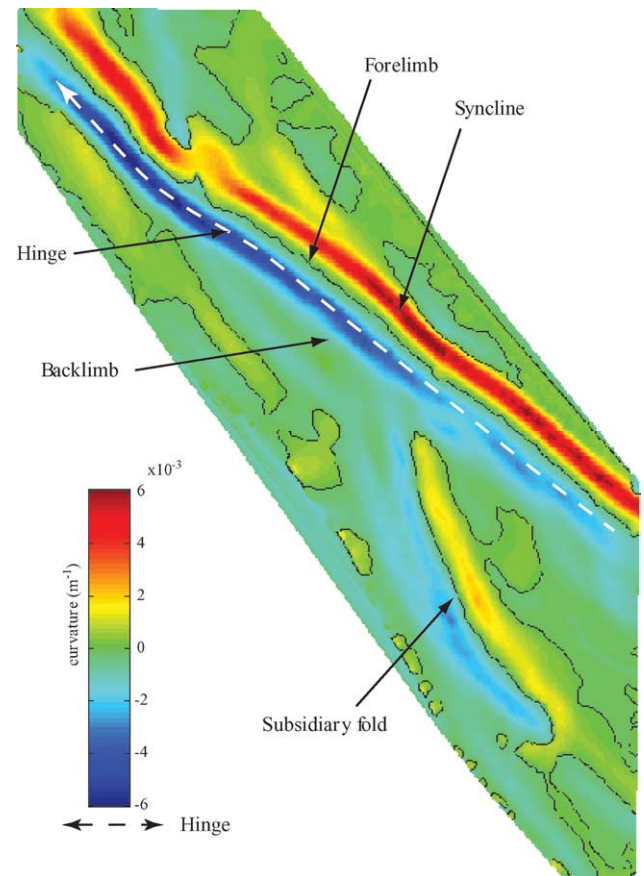 Forelimb
Syncline
Hinge
Backlimb
x10-3
6
4
2
0
-2
-4
-6
curvature (m-1)
Subsidiary fold
Hinge